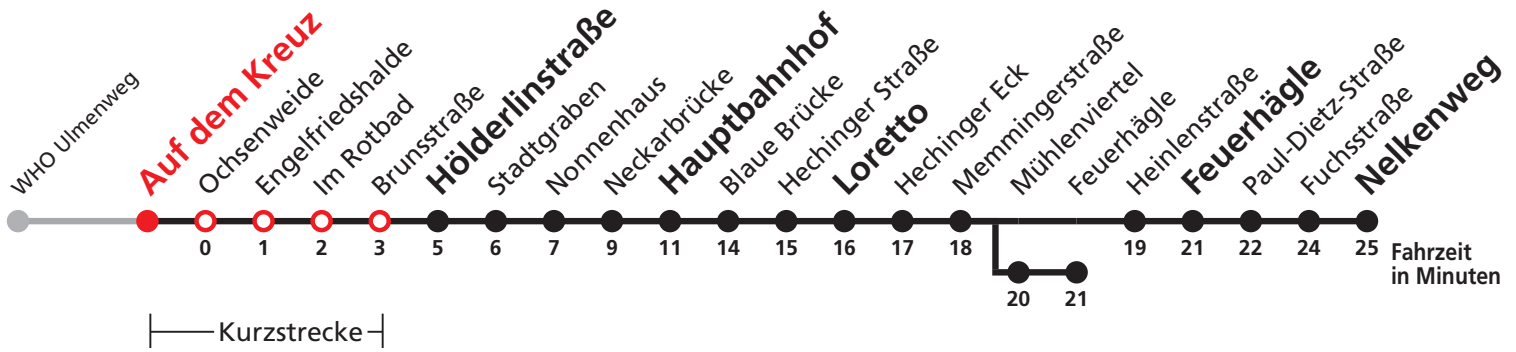 WHO Ulmenweg
Auf dem Kreuz
Ochsenweide
Engelfriedshalde
Im Rotbad
Brunsstraße
Hölderlinstraße
Stadtgraben
Nonnenhaus
Neckarbrücke
Hauptbahnhof
Blaue Brücke
Hechinger Straße
Loretto
Hechinger Eck
Memmingerstraße
Mühlenviertel
Feuerhägle
Heinlenstraße
Feuerhägle
Paul-Dietz-Straße
Fuchsstraße
Nelkenweg
0 1 2 3 5 6 7 9 11 14 15 16 17 18 19 21 22 24 25
Fahrzeit
in Minuten
20 21
Kurzstrecke